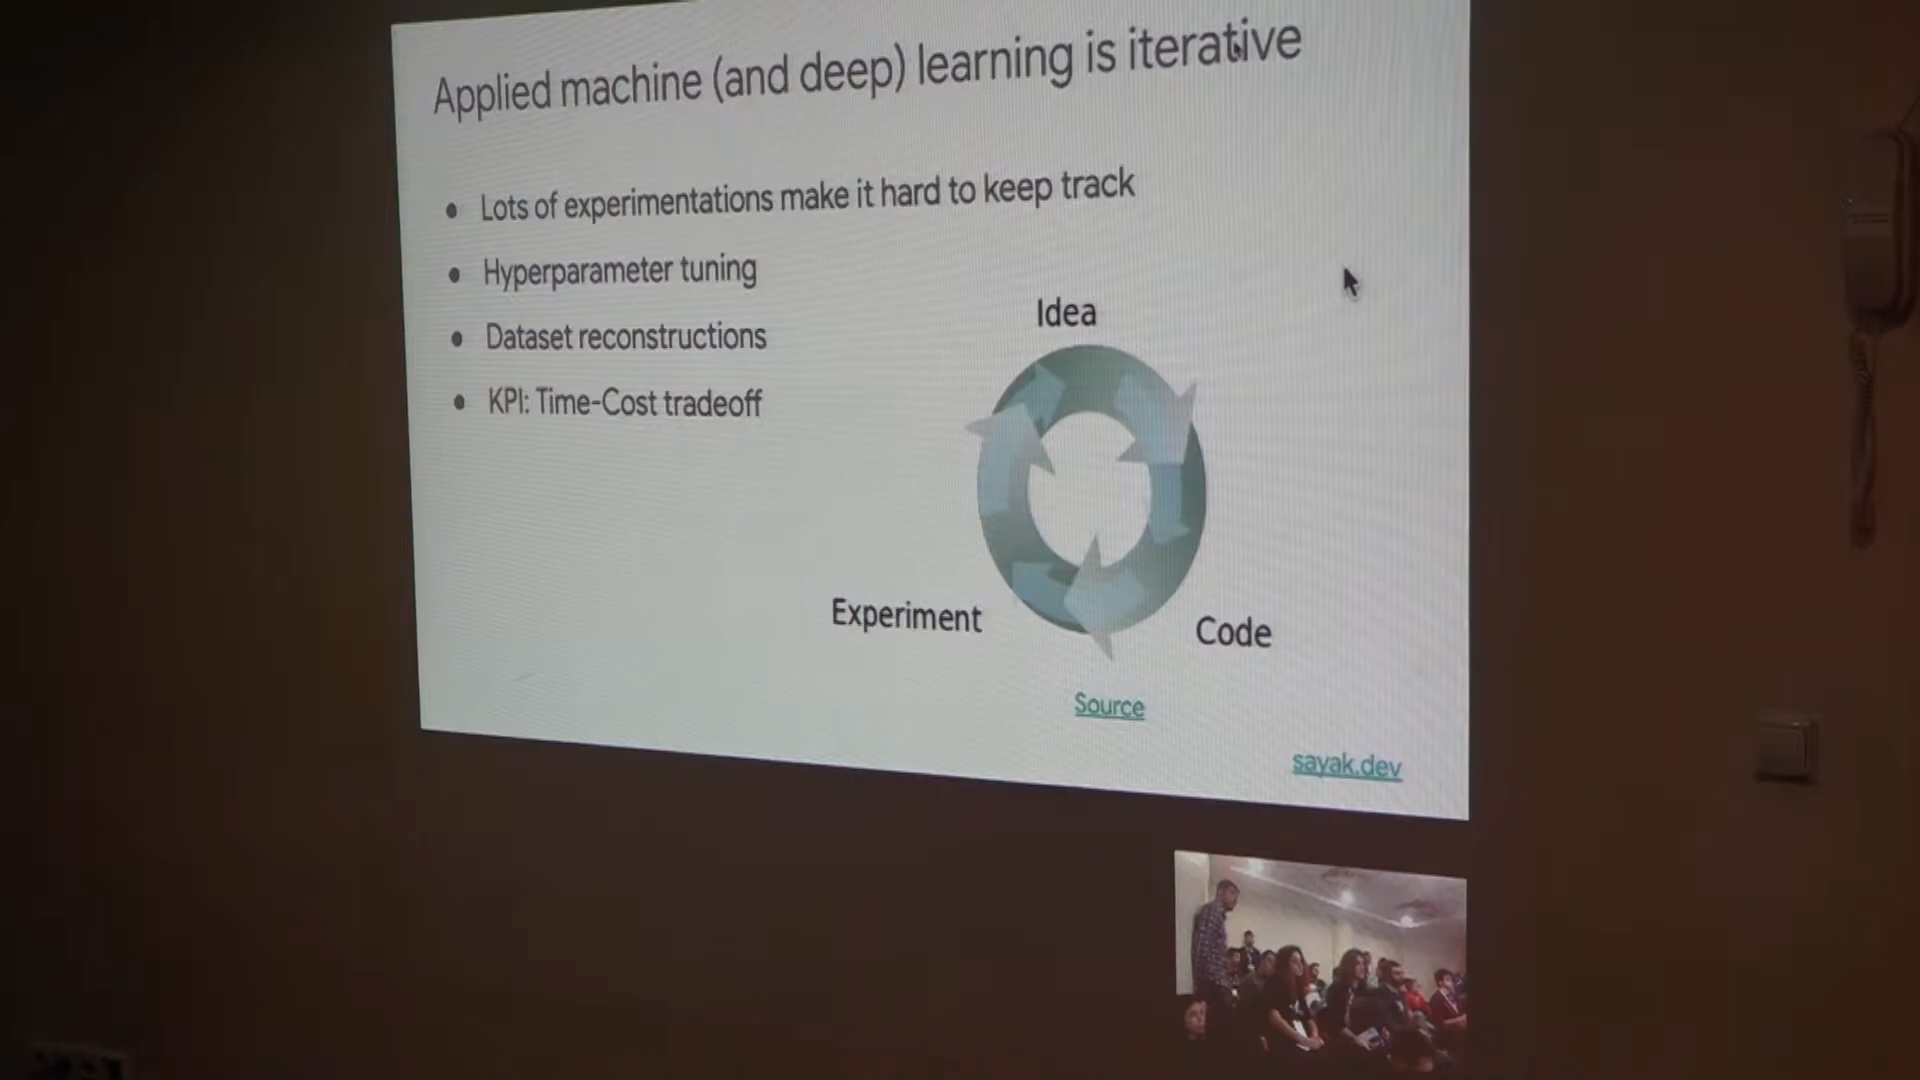 Applied machine (and deep) learning is iterative
Lots of experimentations make it hard to keep track
Hyperparameter tuning
Dataset reconstructions
KPI: Time-Cost tradeoff
Idea
Experiment
Code
Source
sayak.dev